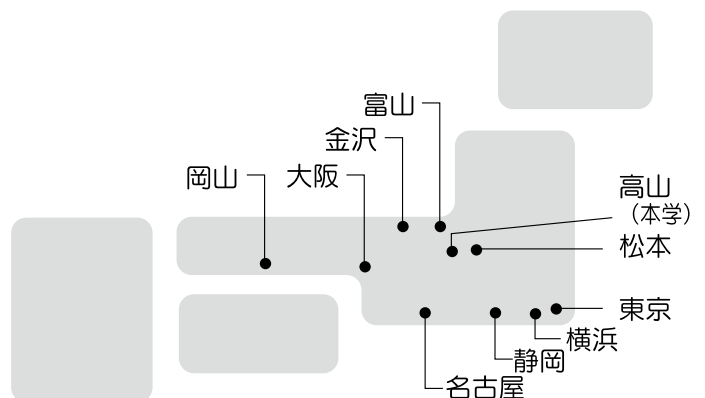 富山
金沢
岡山
大阪
高山
（本学）
松本
東京
横浜
静岡
名古屋